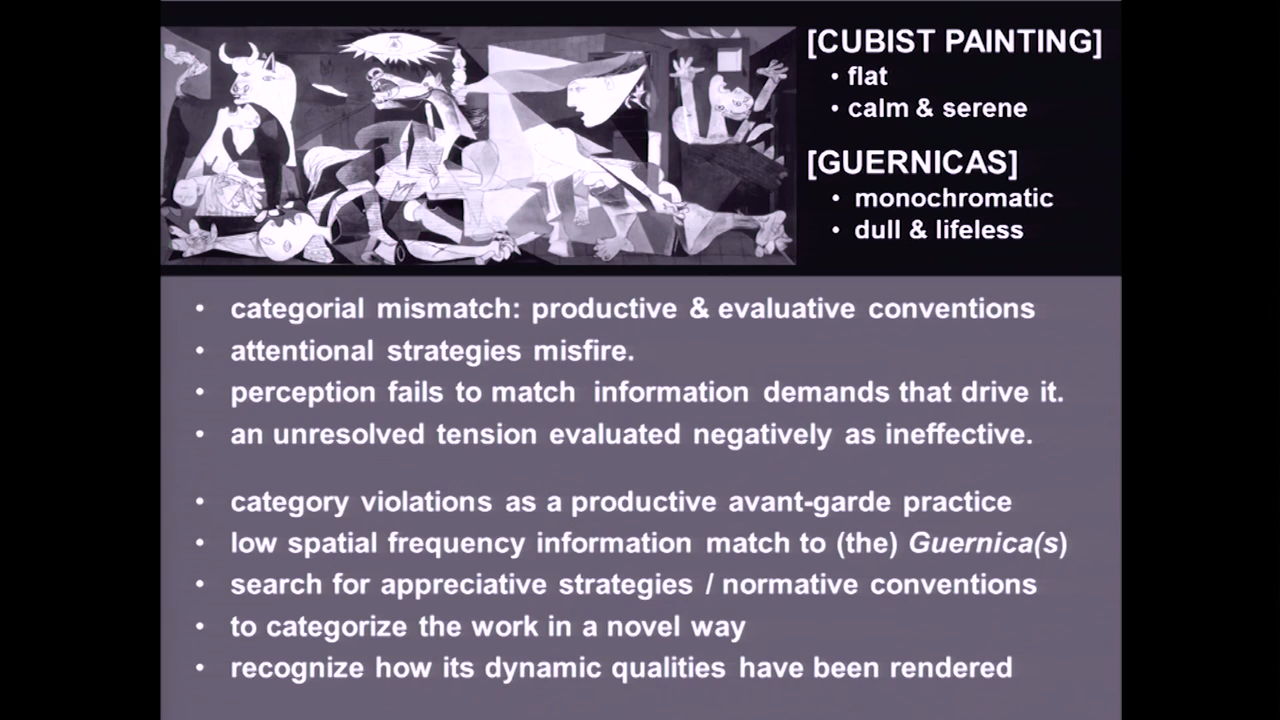 [CUBIST PAINTING]
• flat
• calm & serene
[GUERNICAS]
• monochromatic
• dull & lifeless
• categorial mismatch: productive & evaluative conventions
• attentional strategies misfire.
• perception fails to match information demands that drive it.
• an unresolved tension evaluated negatively as ineffective.
• category violations as a productive avant-garde practice
• low spatial frequency information match to (the) Guernica(s)
• search for appreciative strategies / normative conventions
• to categorize the work in a novel way
• recognize how its dynamic qualities have been rendered